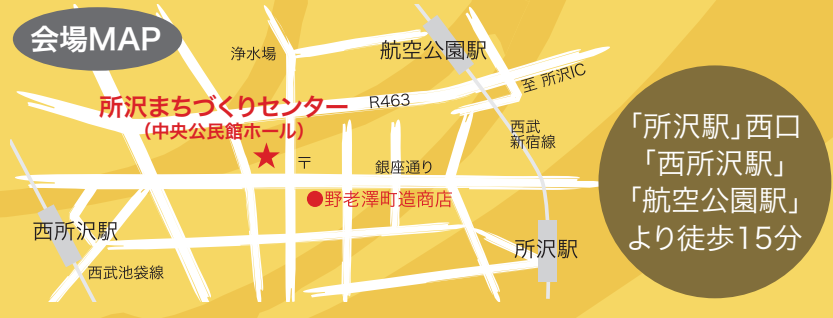 会場MAP
浄水場
航空公園駅
至 所沢IC
R463
所沢まちづくりセンター
（中央公民館ホール）
★
〒
西武
新宿線
銀座通り
●野老澤町造商店
西所沢駅
所沢駅
西武池袋線
「所沢駅」西口
「西所沢駅」
「航空公園駅」
より徒歩15分